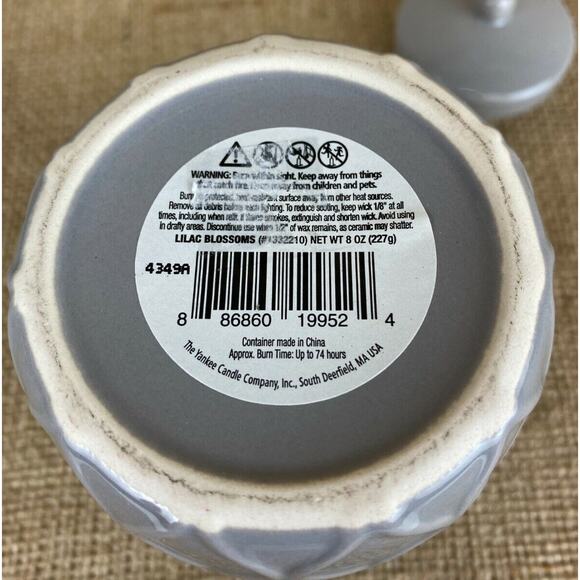 WARNING: Burn within sight. Keep away from things
that catch fire. Keep away from children and pets.
Burn on protected, heat-resistant surface away from other heat sources.
Remove all debris before each lighting. To reduce sooting, keep wick 1/8" at all
times, including when relit. If flame smokes, extinguish and shorten wick. Avoid using
in drafty areas. Discontinue use when 1/2" of wax remains, as ceramic may shatter.
LILAC BLOSSOMS (#1332210) NET WT 8 OZ (227g)
4349A
8 86860 19952 4
Container made in China
Approx. Burn Time: Up to 74 hours
The Yankee Candle Company, Inc., South Deerfield, MA USA